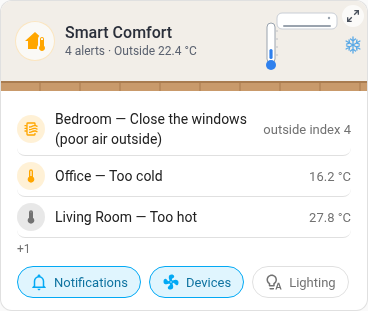 Smart Comfort
4 alerts · Outside 22.4 °C
Bedroom — Close the windows
(poor air outside)
outside index 4
Office — Too cold
16.2 °C
Living Room — Too hot
27.8 °C
+1
Notifications
Devices
Lighting